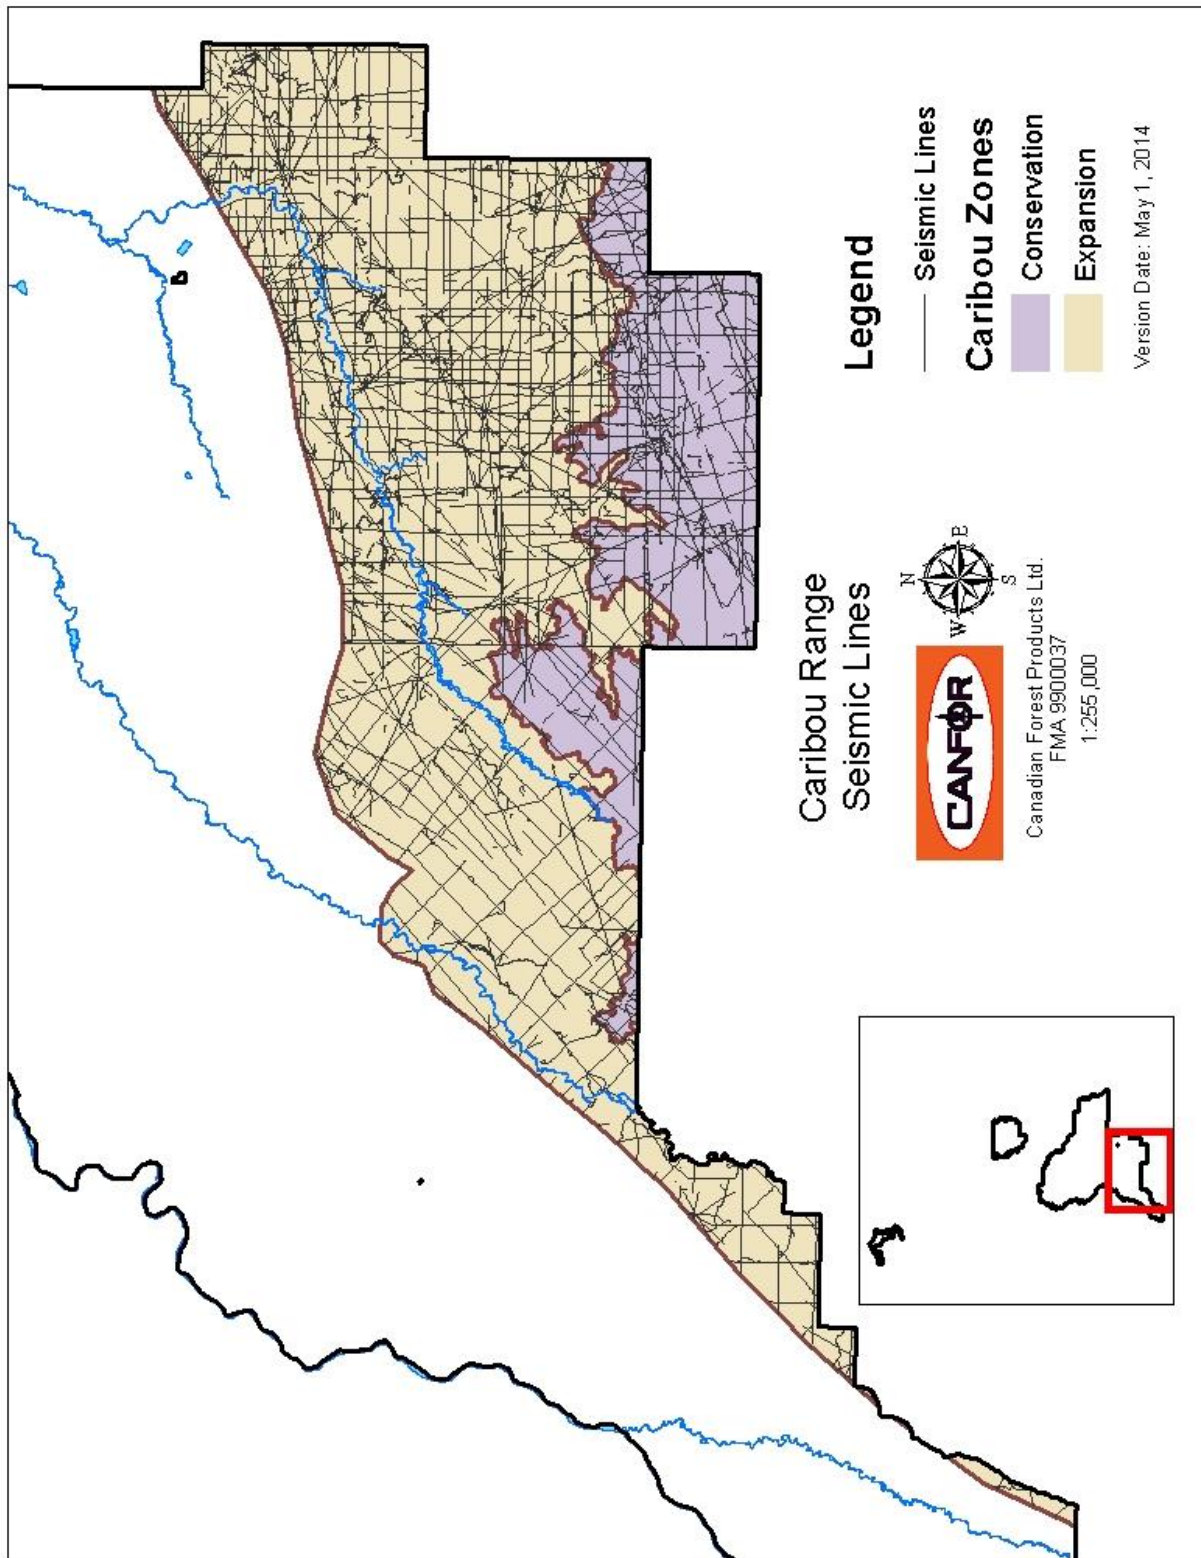 Legend
Seismic Lines
Caribou Zones
Conservation
Expansion
Version Date: May 1, 2014
Caribou Range
Seismic Lines
N
W
E
S
CANFOR
Canadian Forest Products Ltd.
FMA 9900037
1:255,000